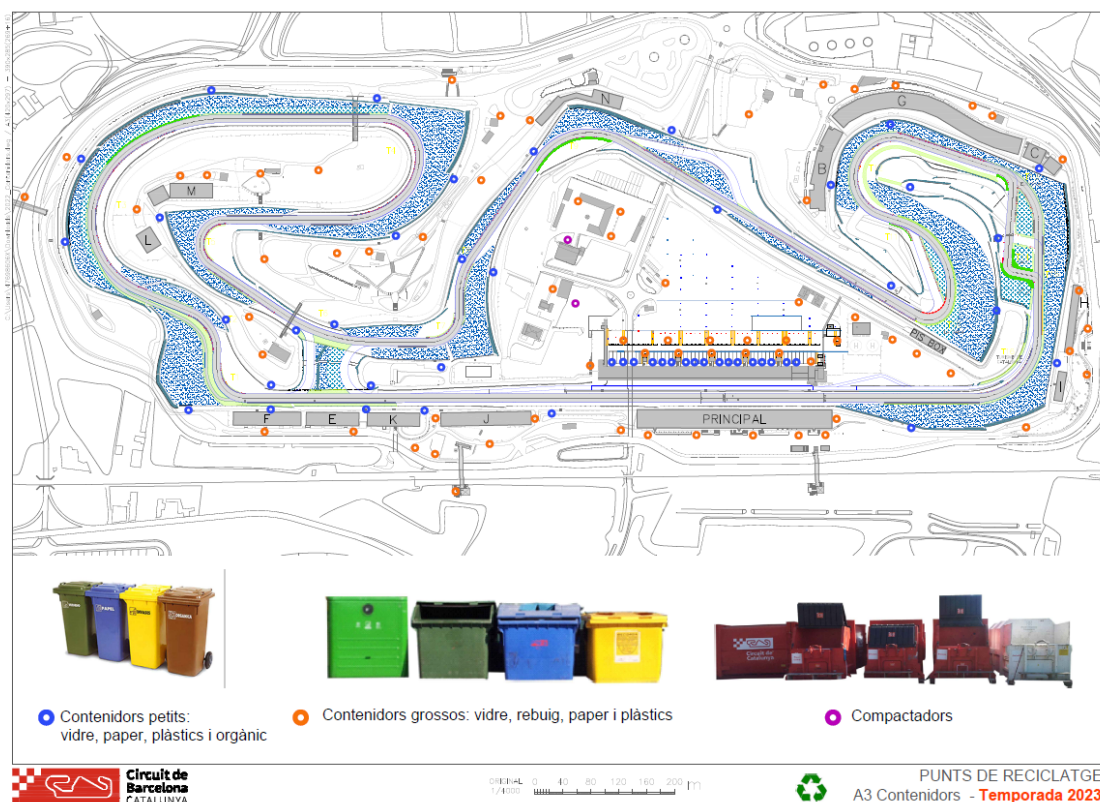 N
G
B
C
M
L
H
PIS. BOX
I
F
E
K
J
PRINCIPAL
Contenidors petits:
vidre, paper, plàstics i orgànic
Contenidors grossos: vidre, rebuig, paper i plàstics
Compactadors
Circuit de
Barcelona
CATALUNYA
ORIGINAL 0 40 80 120 160 200 m
1/4000
PUNTS DE RECICLATGE
A3 Contenidors - Temporada 2023